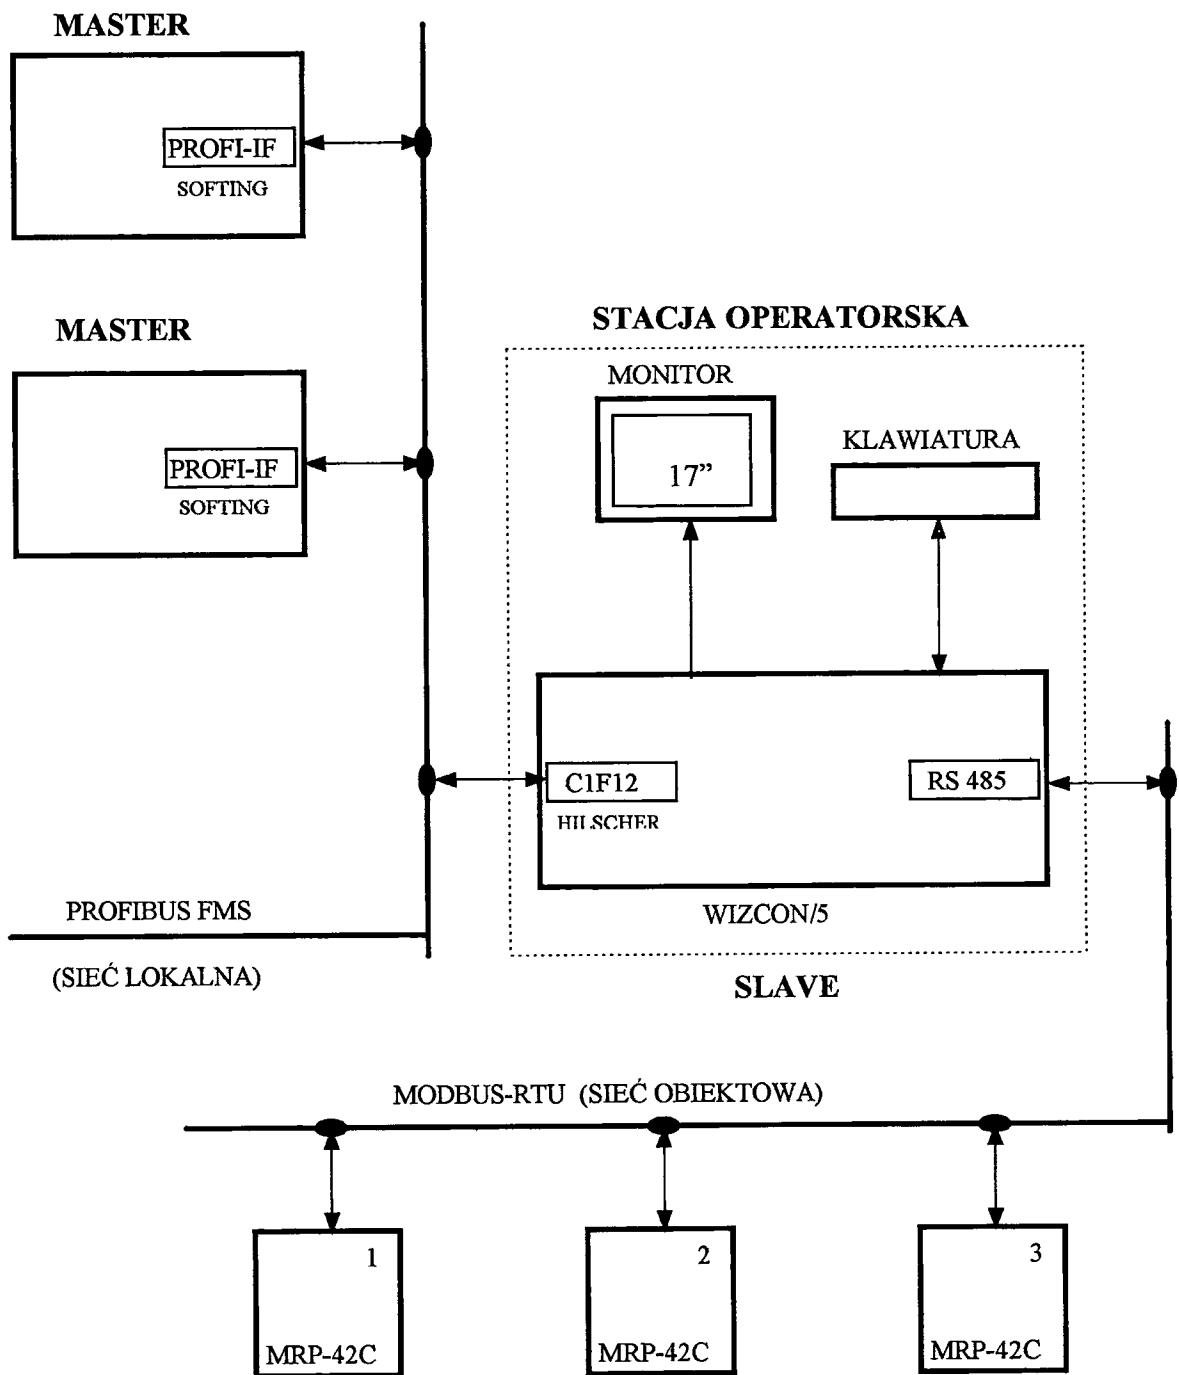 MASTER
PROFI-IF
SOFTING
MASTER
PROFI-IF
SOFTING
STACJA OPERATORSKA
MONITOR
17”
KLAWIATURA
C1F12
HILSCHER
RS 485
WIZCON/5
SLAVE
PROFIBUS FMS
(SIEĆ LOKALNA)
MODBUS-RTU (SIEĆ OBIEKTOWA)
1
MRP-42C
2
MRP-42C
3
MRP-42C